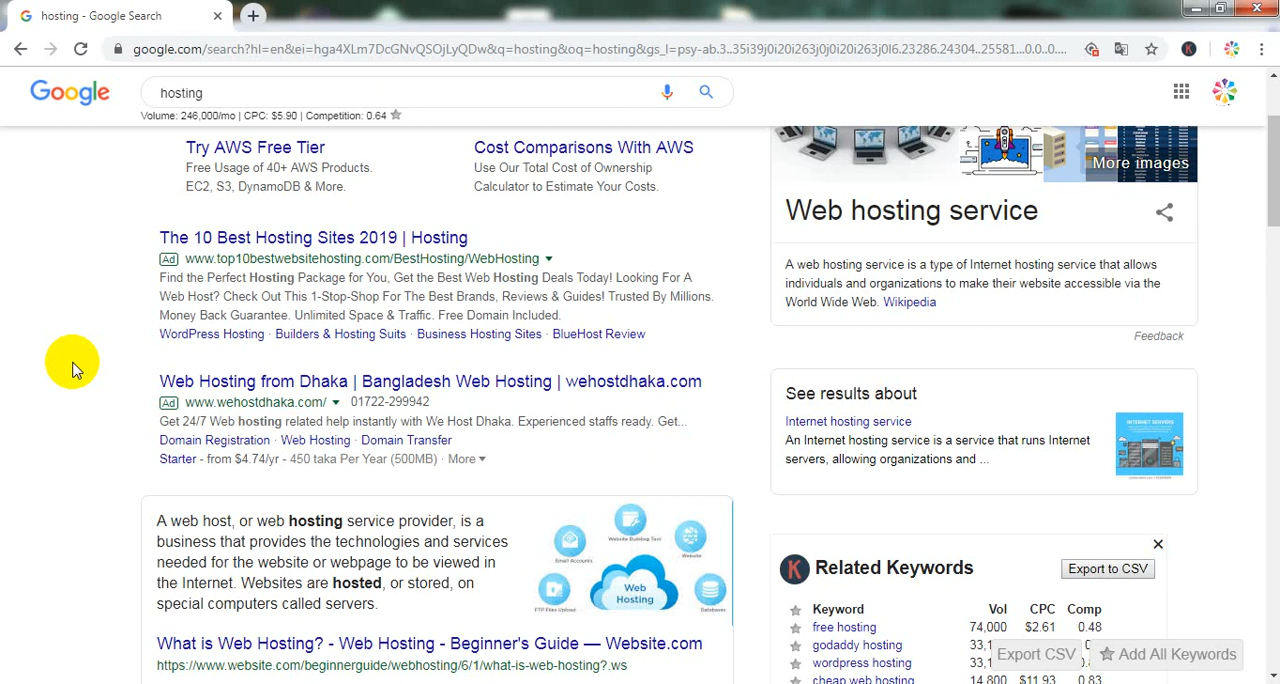 hosting - Google Search
google.com/search?hl=en&ei=hga4XLm7DcGNvQSOjLyQDw&q=hosting&oq=hosting&gs_l=psy-ab.3..35i39j0i20i263j0j0i20i263j0l6.23286.24304..25581...0.0..0....
Google
hosting
Volume: 246,000/mo | CPC: $5.90 | Competition: 0.64
Try AWS Free Tier
Free Usage of 40+ AWS Products.
EC2, S3, DynamoDB & More.
Cost Comparisons With AWS
Use Our Total Cost of Ownership
Calculator to Estimate Your Costs.
The 10 Best Hosting Sites 2019 | Hosting
Ad www.top10bestwebsitehosting.com/BestHosting/WebHosting
Find the Perfect Hosting Package for You, Get the Best Web Hosting Deals Today! Looking For A
Web Host? Check Out This 1-Stop-Shop For The Best Brands, Reviews & Guides! Trusted By Millions.
Money Back Guarantee. Unlimited Space & Traffic. Free Domain Included.
WordPress Hosting · Builders & Hosting Suits · Business Hosting Sites · BlueHost Review
Web Hosting from Dhaka | Bangladesh Web Hosting | wehostdhaka.com
Ad www.wehostdhaka.com/ 01722-299942
Get 24/7 Web hosting related help instantly with We Host Dhaka. Experienced staffs ready. Get...
Domain Registration · Web Hosting · Domain Transfer
Starter - from $4.74/yr - 450 taka Per Year (500MB) · More
A web host, or web hosting service provider, is a
business that provides the technologies and services
needed for the website or webpage to be viewed in
the Internet. Websites are hosted, or stored, on
special computers called servers.
Website Building Tool
Email Accounts
Website
Web
Hosting
FTP Files Upload
Databases
What is Web Hosting? - Web Hosting - Beginner's Guide — Website.com
https://www.website.com/beginnerguide/webhosting/6/1/what-is-web-hosting?.ws
More images
Web hosting service
A web hosting service is a type of Internet hosting service that allows
individuals and organizations to make their website accessible via the
World Wide Web. Wikipedia
Feedback
See results about
Internet hosting service
An Internet hosting service is a service that runs Internet
servers, allowing organizations and ...
INTERNET SERVERS
K Related Keywords
Export to CSV
Keyword Vol CPC Comp
free hosting 74,000 $2.61 0.48
godaddy hosting 33,1
wordpress hosting 33,1
cheap web hosting 14,800 $11.93 0.83
Export CSV
Add All Keywords